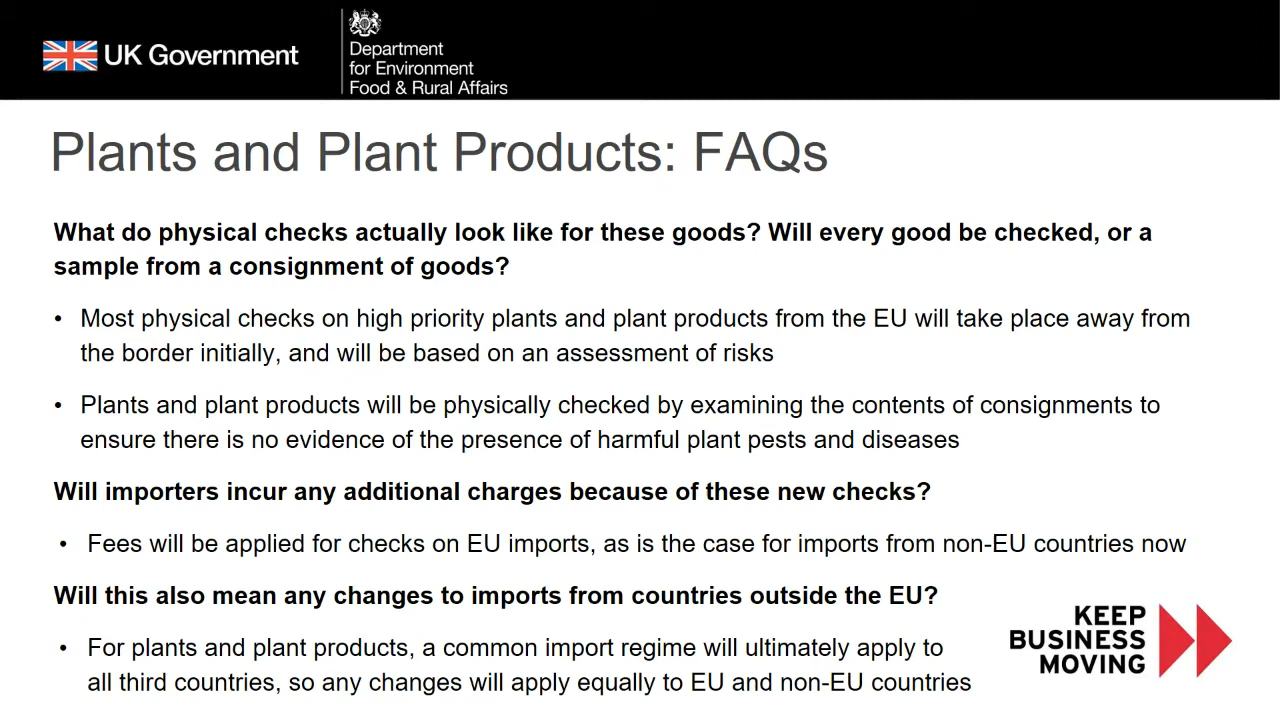 UK Government
Department
for Environment
Food & Rural Affairs
Plants and Plant Products: FAQs
What do physical checks actually look like for these goods? Will every good be checked, or a
sample from a consignment of goods?
• Most physical checks on high priority plants and plant products from the EU will take place away from
the border initially, and will be based on an assessment of risks
• Plants and plant products will be physically checked by examining the contents of consignments to
ensure there is no evidence of the presence of harmful plant pests and diseases
Will importers incur any additional charges because of these new checks?
• Fees will be applied for checks on EU imports, as is the case for imports from non-EU countries now
Will this also mean any changes to imports from countries outside the EU?
• For plants and plant products, a common import regime will ultimately apply to
all third countries, so any changes will apply equally to EU and non-EU countries
KEEP
BUSINESS
MOVING